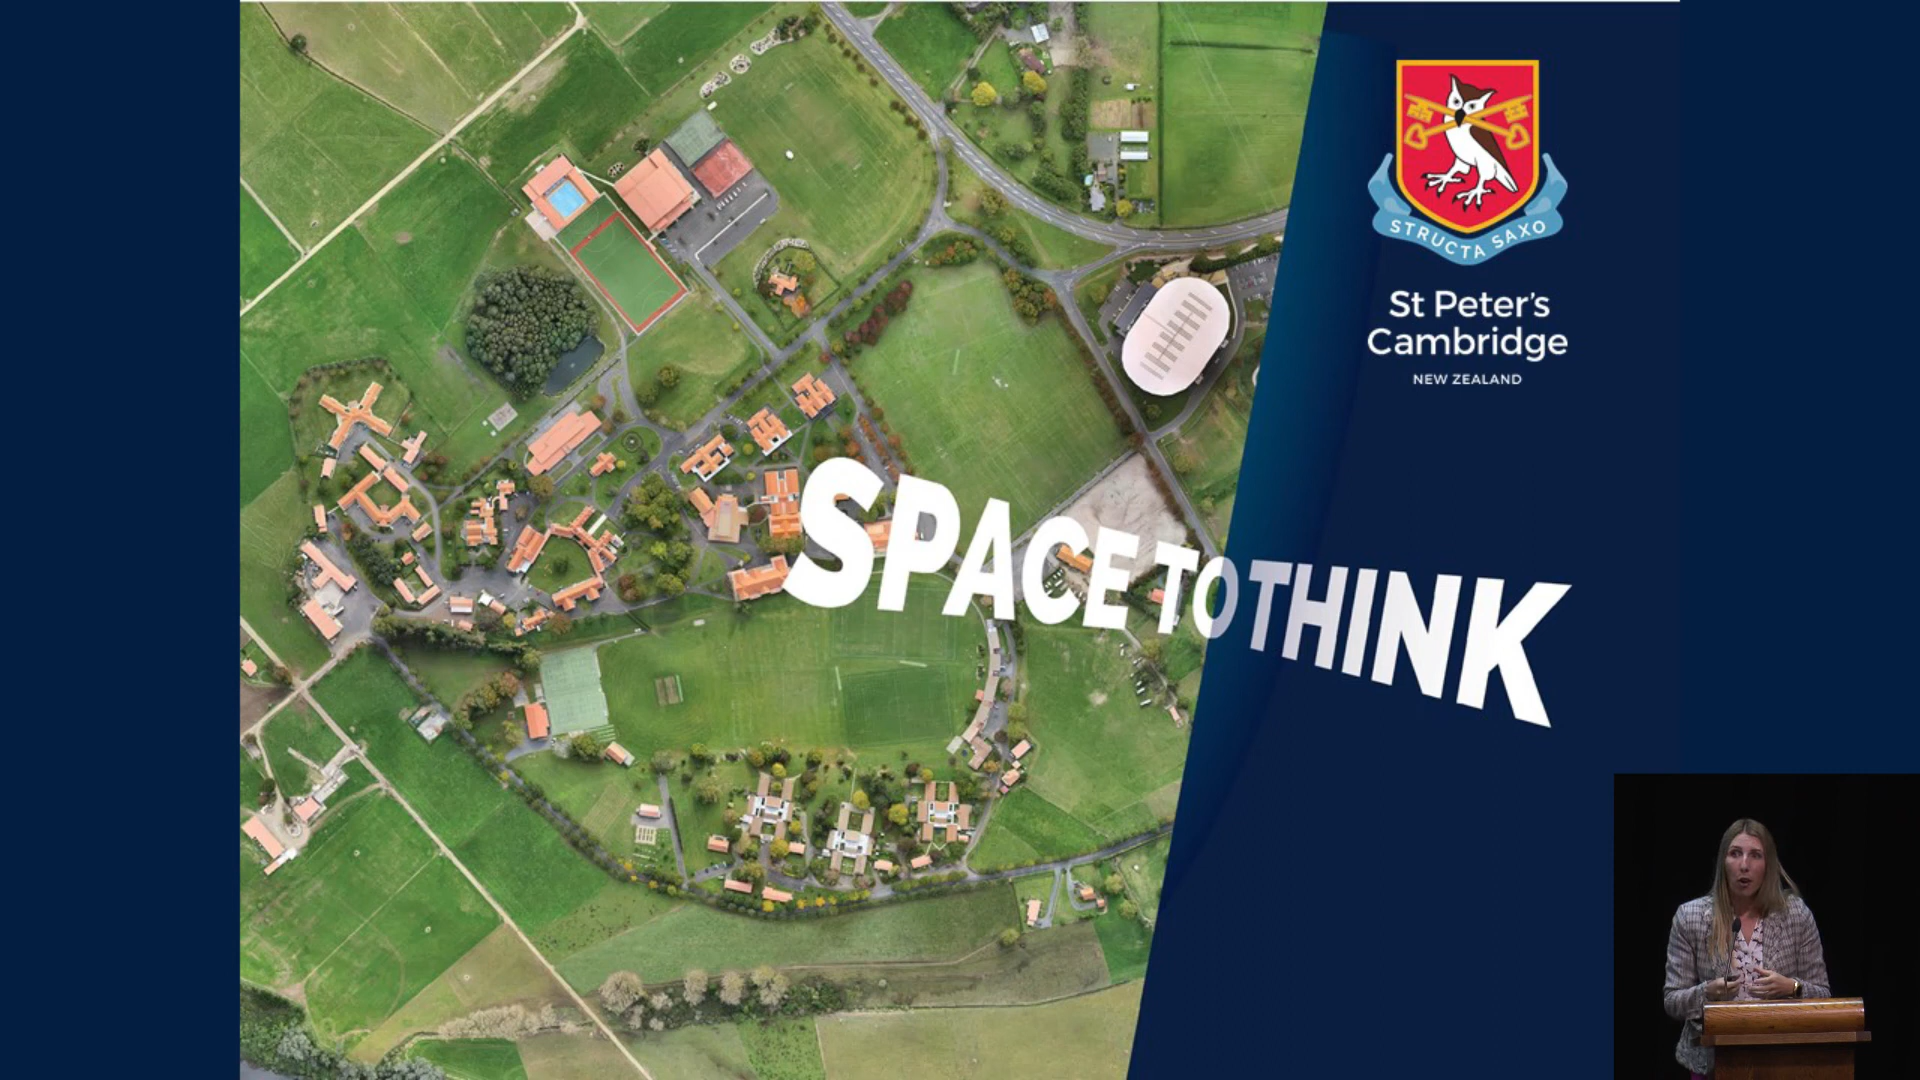 STRUCTA SAXO
St Peter's
Cambridge
NEW ZEALAND
SPACE TO THINK